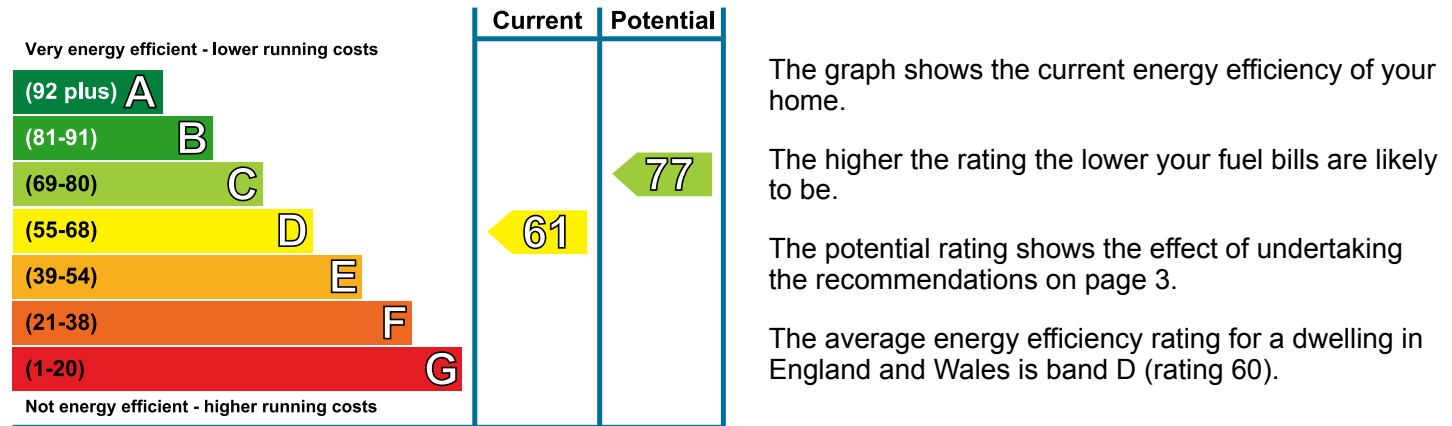 Current Potential
Very energy efficient - lower running costs
(92 plus) A
(81-91) B
(69-80) C
77
(55-68) D
61
(39-54) E
(21-38) F
(1-20) G
Not energy efficient - higher running costs
The graph shows the current energy efficiency of your
home.
The higher the rating the lower your fuel bills are likely
to be.
The potential rating shows the effect of undertaking
the recommendations on page 3.
The average energy efficiency rating for a dwelling in
England and Wales is band D (rating 60).